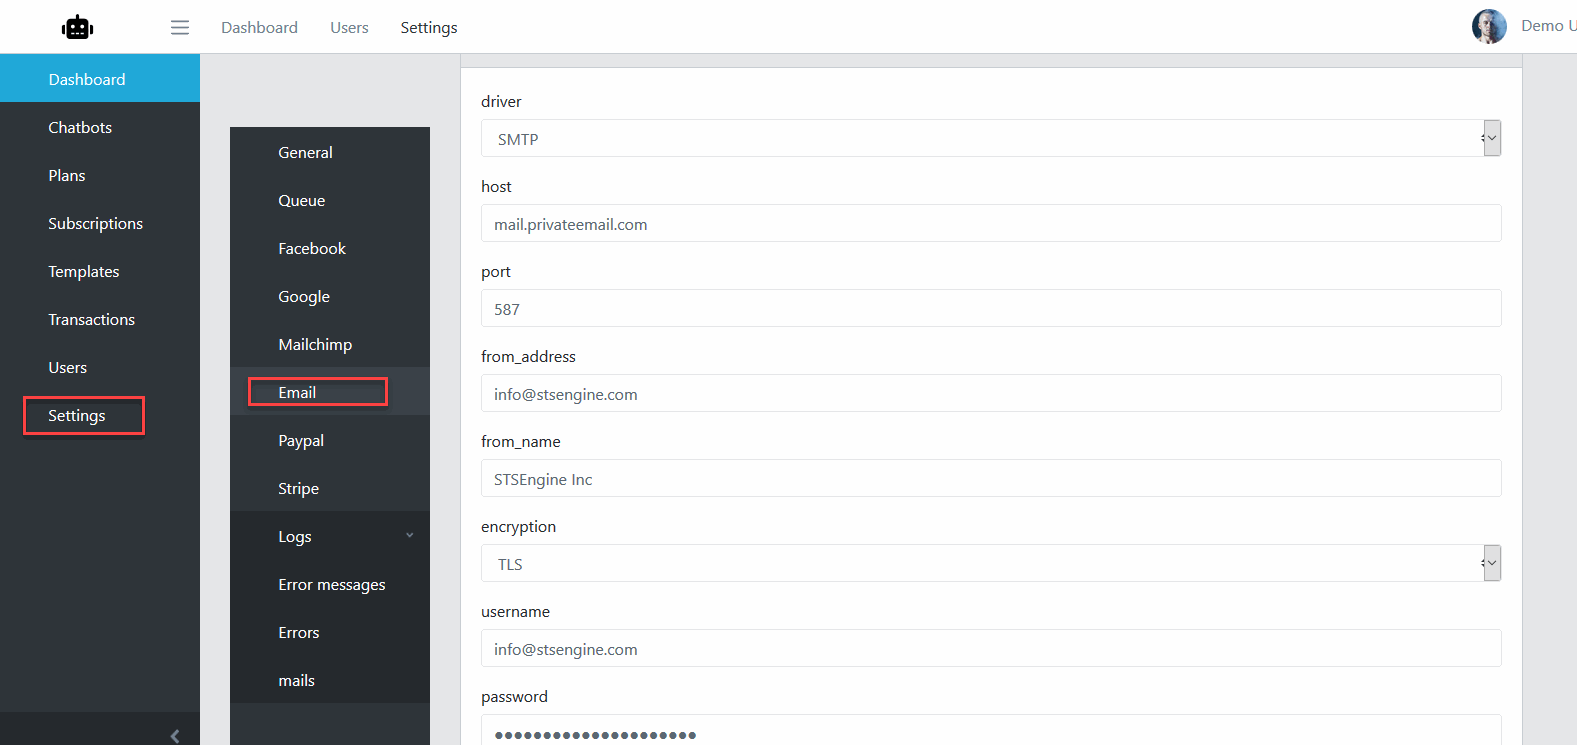 Dashboard Users Settings
Demo U
Dashboard
Chatbots
Plans
Subscriptions
Templates
Transactions
Users
Settings
General
Queue
Facebook
Google
Mailchimp
Email
Paypal
Stripe
Logs
Error messages
Errors
mails
driver
SMTP
host
mail.privateemail.com
port
587
from_address
info@stsengine.com
from_name
STSEngine Inc
encryption
TLS
username
info@stsengine.com
password
●●●●●●●●●●●●●●●●●●●●●